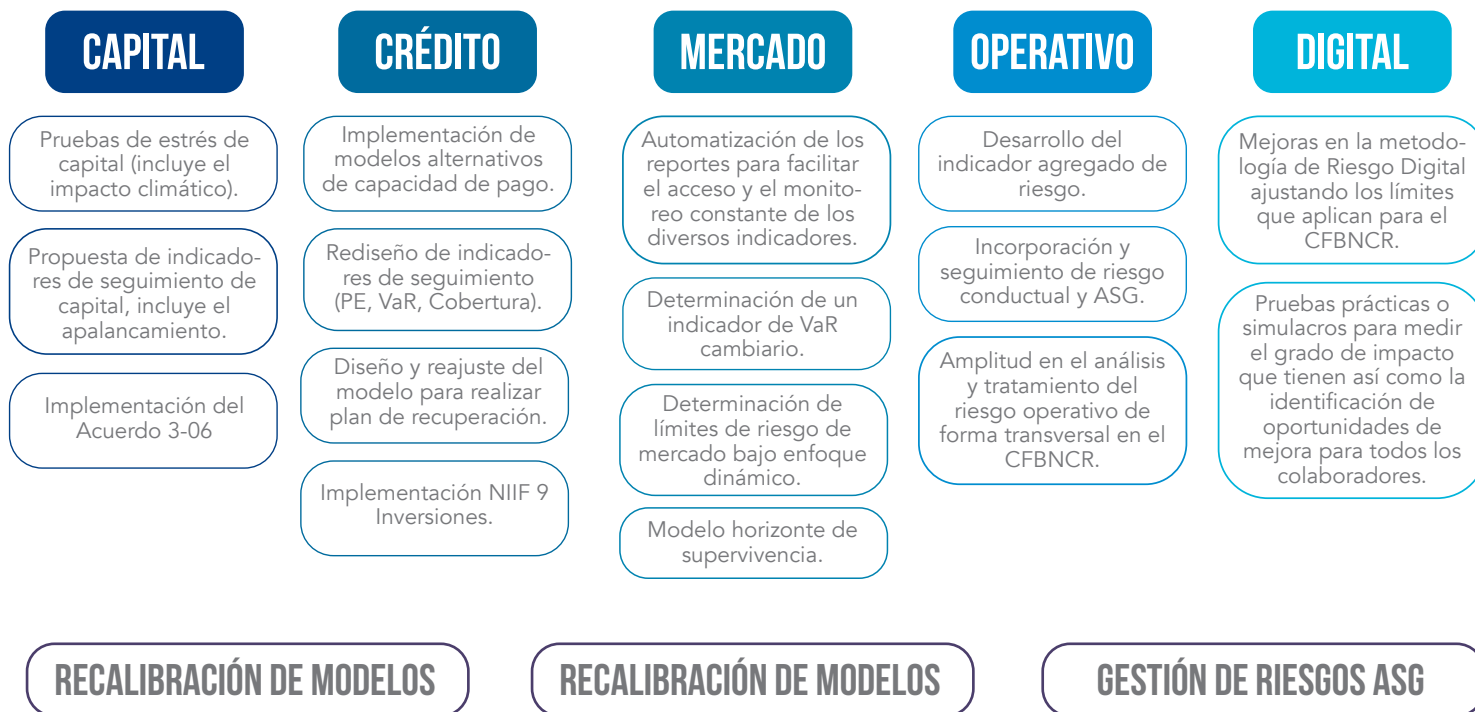 CAPITAL
Pruebas de estrés de
capital (incluye el
impacto climático).
Propuesta de indicado-
res de seguimiento de
capital, incluye el
apalancamiento.
Implementación del
Acuerdo 3-06
CRÉDITO
Implementación de
modelos alternativos
de capacidad de pago.
Rediseño de indicado-
res de seguimiento
(PE, VaR, Cobertura).
Diseño y reajuste del
modelo para realizar
plan de recuperación.
Implementación NIIF 9
Inversiones.
MERCADO
Automatización de los
reportes para facilitar
el acceso y el monito-
reo constante de los
diversos indicadores.
Determinación de un
indicador de VaR
cambiario.
Determinación de
límites de riesgo de
mercado bajo enfoque
dinámico.
Modelo horizonte de
supervivencia.
OPERATIVO
Desarrollo del
indicador agregado de
riesgo.
Incorporación y
seguimiento de riesgo
conductual y ASG.
Amplitud en el análisis
y tratamiento del
riesgo operativo de
forma transversal en el
CFBNCR.
DIGITAL
Mejoras en la metodo-
logía de Riesgo Digital
ajustando los límites
que aplican para el
CFBNCR.
Pruebas prácticas o
simulacros para medir
el grado de impacto
que tienen así como la
identificación de
oportunidades de
mejora para todos los
colaboradores.
RECALIBRACIÓN DE MODELOS
RECALIBRACIÓN DE MODELOS
GESTIÓN DE RIESGOS ASG